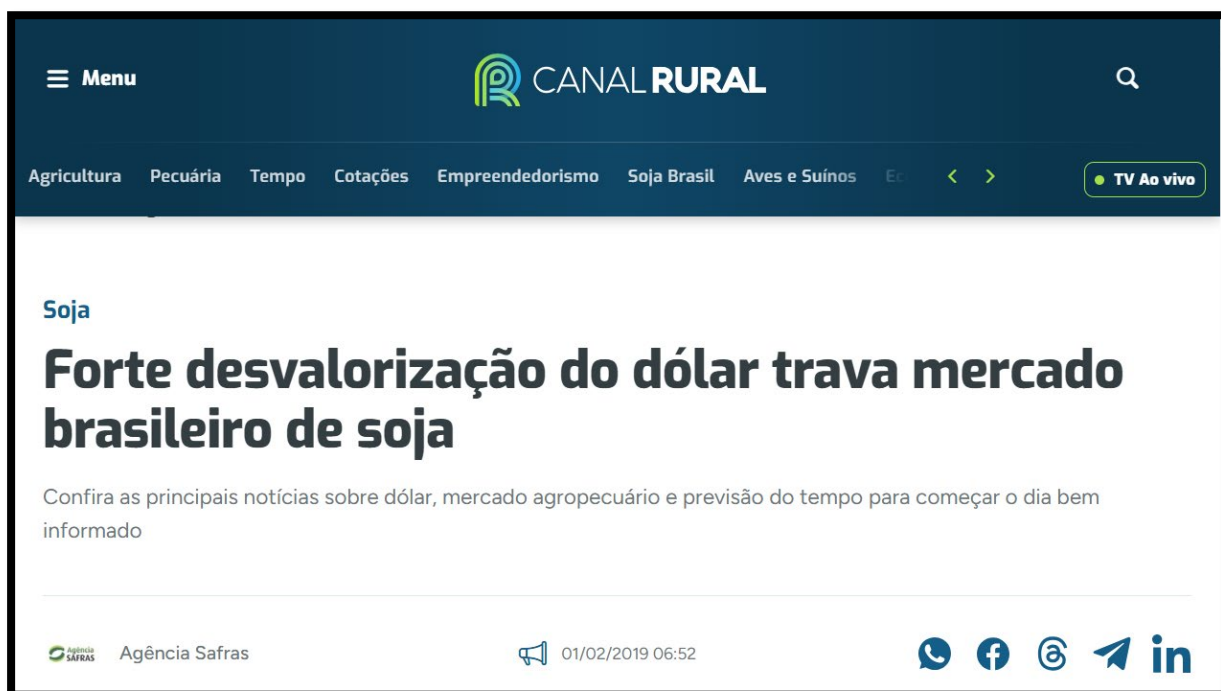 Menu
CANAL RURAL
Agricultura Pecuária Tempo Cotações Empreendedorismo Soja Brasil Aves e Suínos
TV Ao vivo
Soja
Forte desvalorização do dólar trava mercado
brasileiro de soja
Confira as principais notícias sobre dólar, mercado agropecuário e previsão do tempo para começar o dia bem
informado
Agência SAFRAS
Agência Safras
01/02/2019 06:52